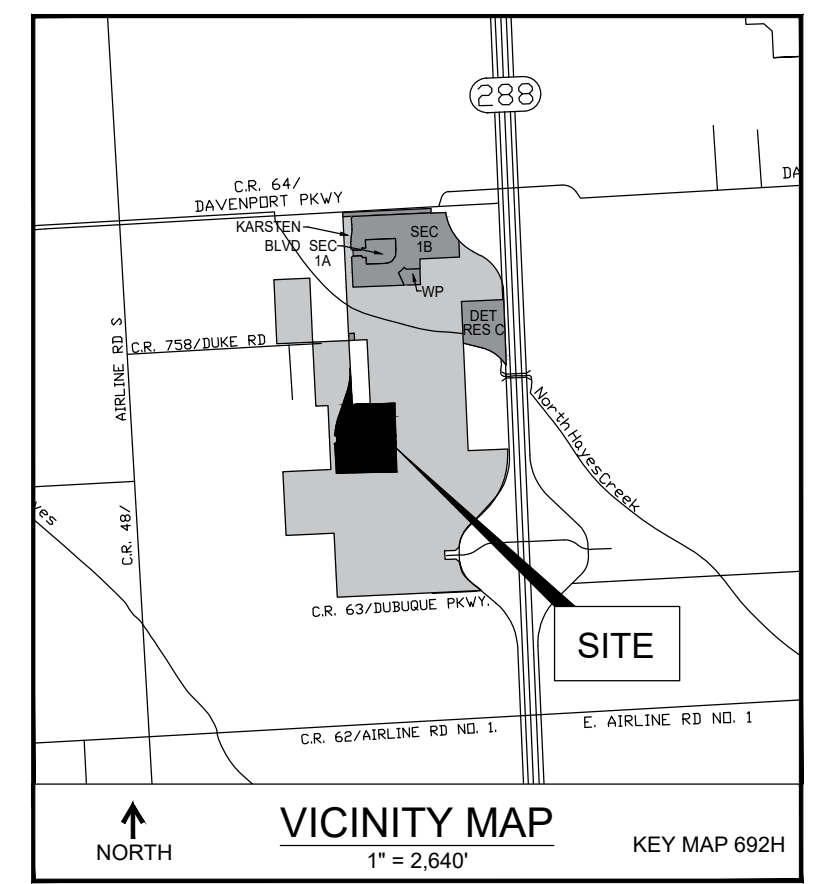 288
C.R. 64/
DAVENPORT PKWY
DA
KARSTEN
BLVD SEC
1A
SEC
1B
WP
DET
RES C
AIRLINE RD S
C.R. 758/DUKE RD
North Hayes Creek
yes
C.R. 48/
C.R. 63/DUBUQUE PKWY.
SITE
C.R. 62/AIRLINE RD NO. 1.
E. AIRLINE RD NO. 1
NORTH
VICINITY MAP
1" = 2,640'
KEY MAP 692H